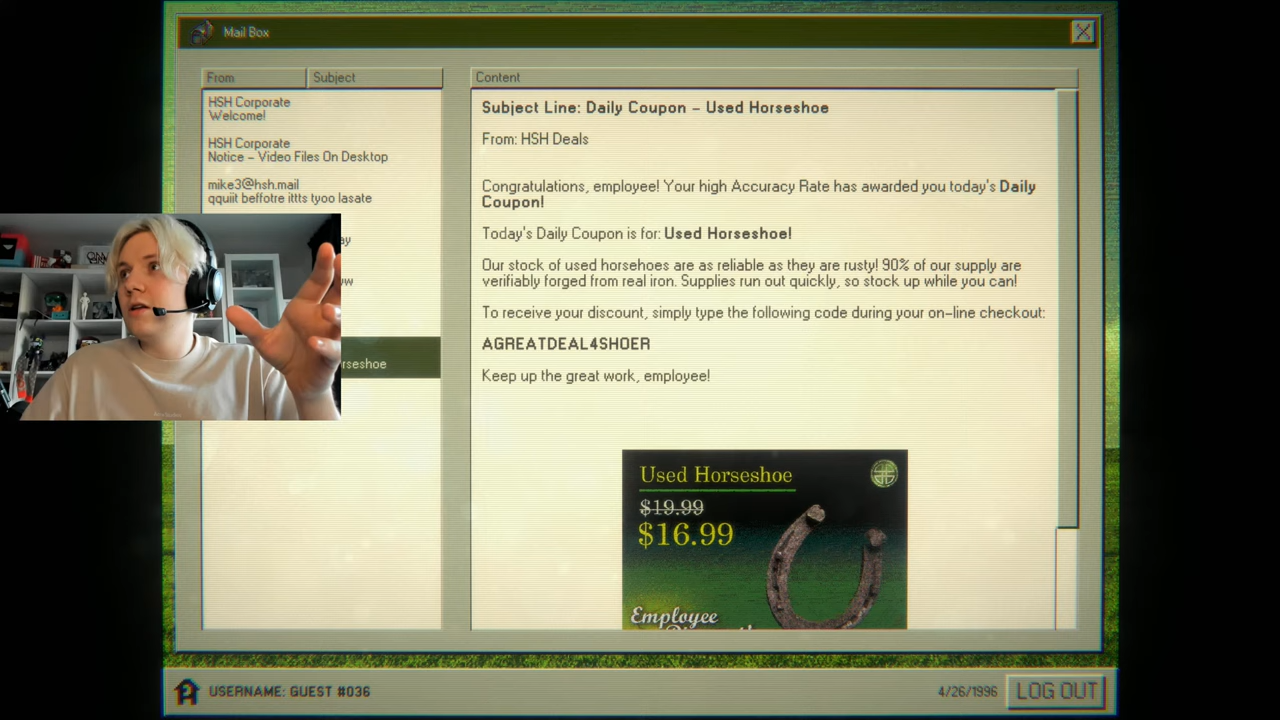 Mail Box
From
Subject
Content
HSH Corporate
Welcome!
HSH Corporate
Notice - Video Files On Desktop
mike3@hsh.mail
qquiit beffotre ittts tyoo lasate
Subject Line: Daily Coupon - Used Horseshoe
From: HSH Deals
Congratulations, employee! Your high Accuracy Rate has awarded you today's Daily
Coupon!
Today's Daily Coupon is for: Used Horseshoe!
Our stock of used horsehoes are as reliable as they are rusty! 90% of our supply are
verifiably forged from real iron. Supplies run out quickly, so stock up while you can!
To receive your discount, simply type the following code during your on-line checkout:
AGREATDEAL4SHOER
Keep up the great work, employee!
Used Horseshoe
$19.99
$16.99
Employee
USERNAME: GUEST #036
4/26/1996
LOG OUT